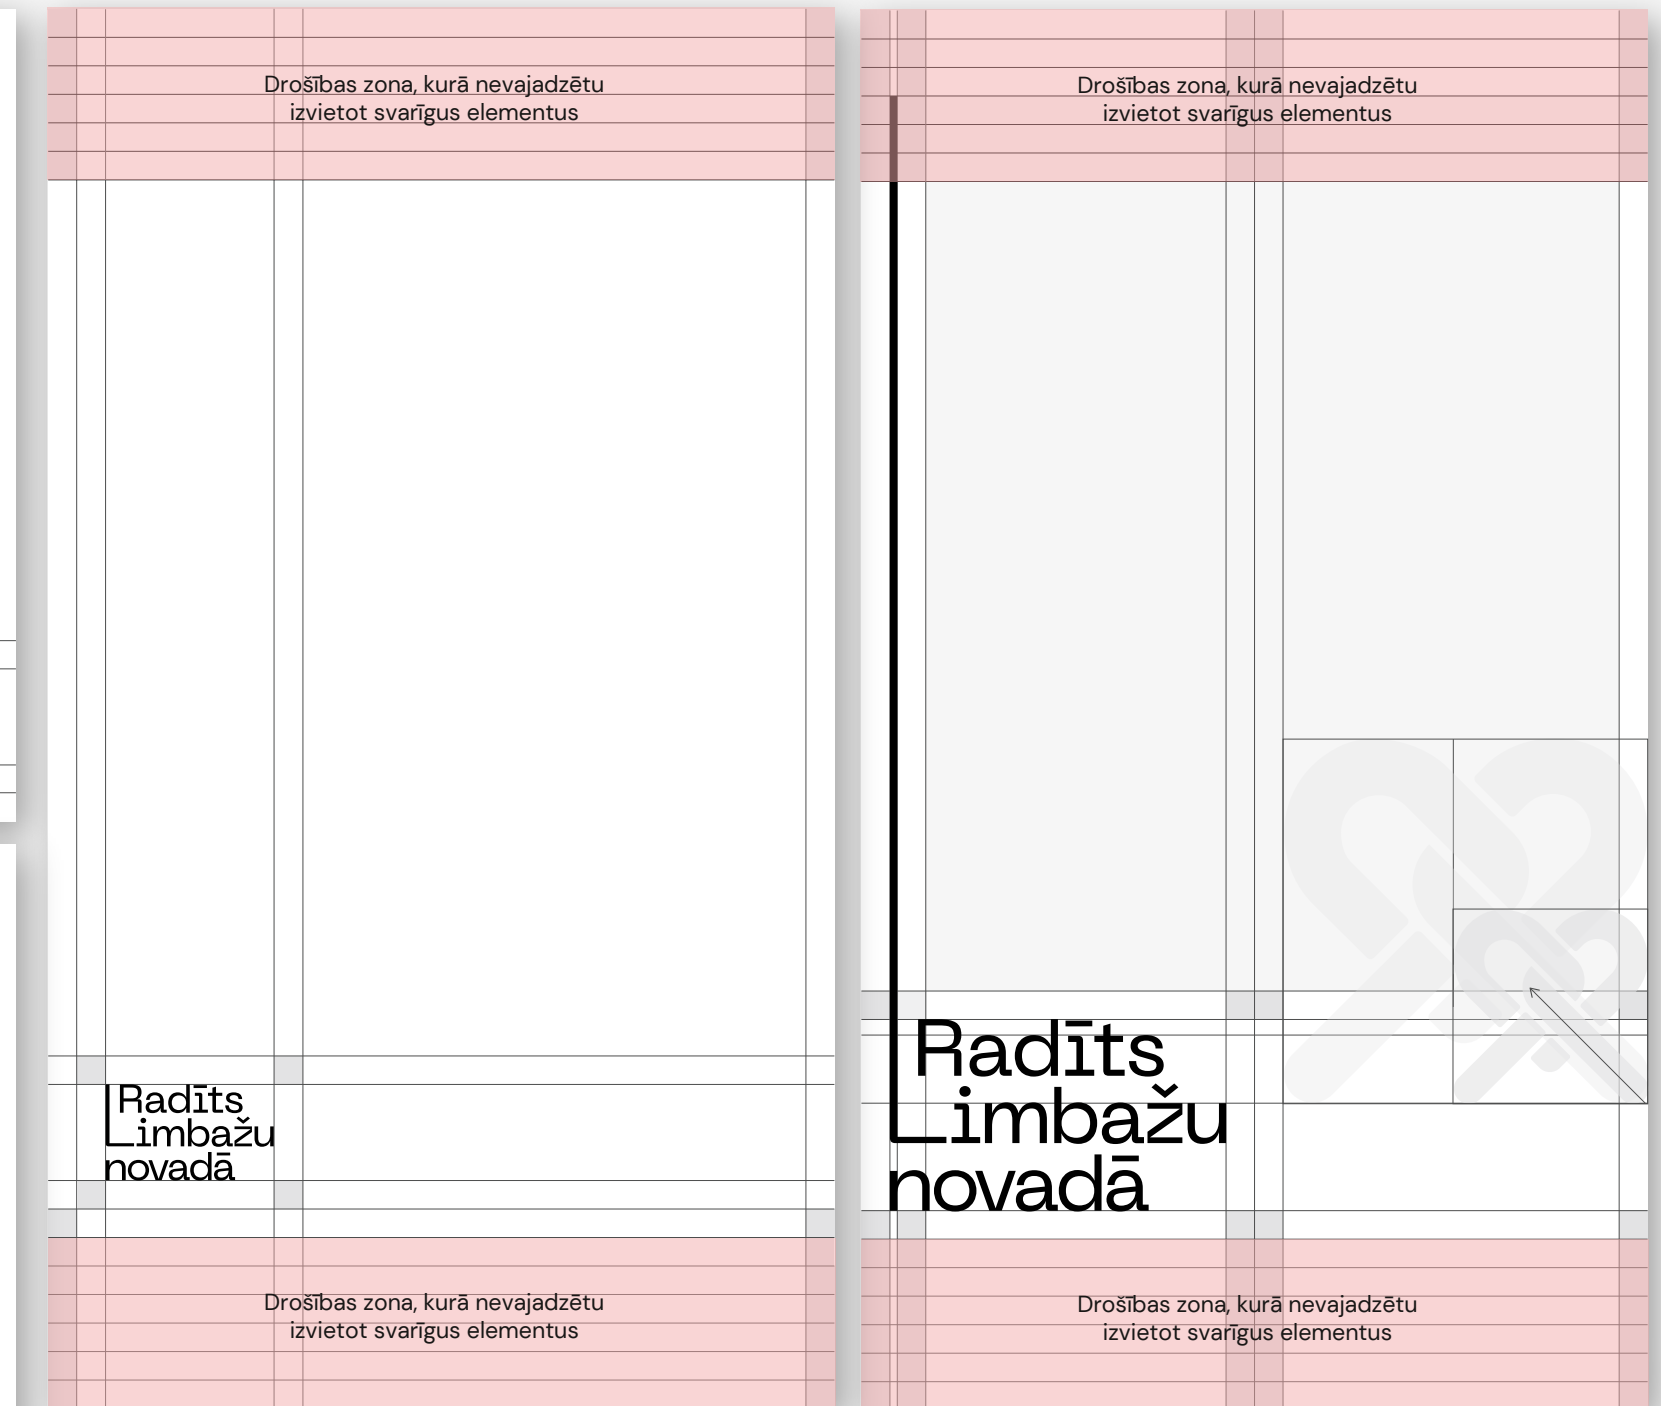 Drošības zona, kurā nevajadzētu
izvietot svarīgus elementus
Radīts
Limbažu
novadā
Drošības zona, kurā nevajadzētu
izvietot svarīgus elementus
Drošības zona, kurā nevajadzētu
izvietot svarīgus elementus
Radīts
Limbažu
novadā
Drošības zona, kurā nevajadzētu
izvietot svarīgus elementus